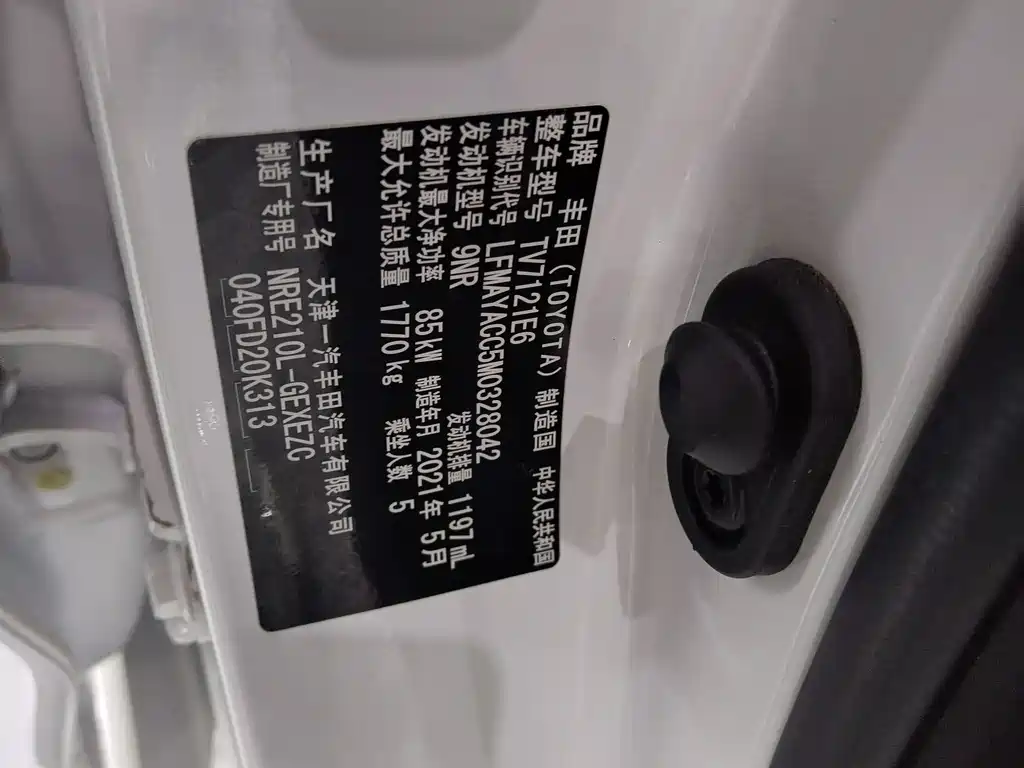 品牌 丰田（TOYOTA） 制造国 中华人民共和国
整车型号 TV7121E6
车辆识别代号 LFMAYACC5M0328042
发动机型号 9NR 发动机排量 1197 mL
发动机最大净功率 85kW 制造年月 2021年 5月
最大允许总质量 1770kg 乘坐人数 5
生产厂名 天津一汽丰田汽车有限公司
制造厂专用号 NRE210L-GEXEZC
040FD20K313